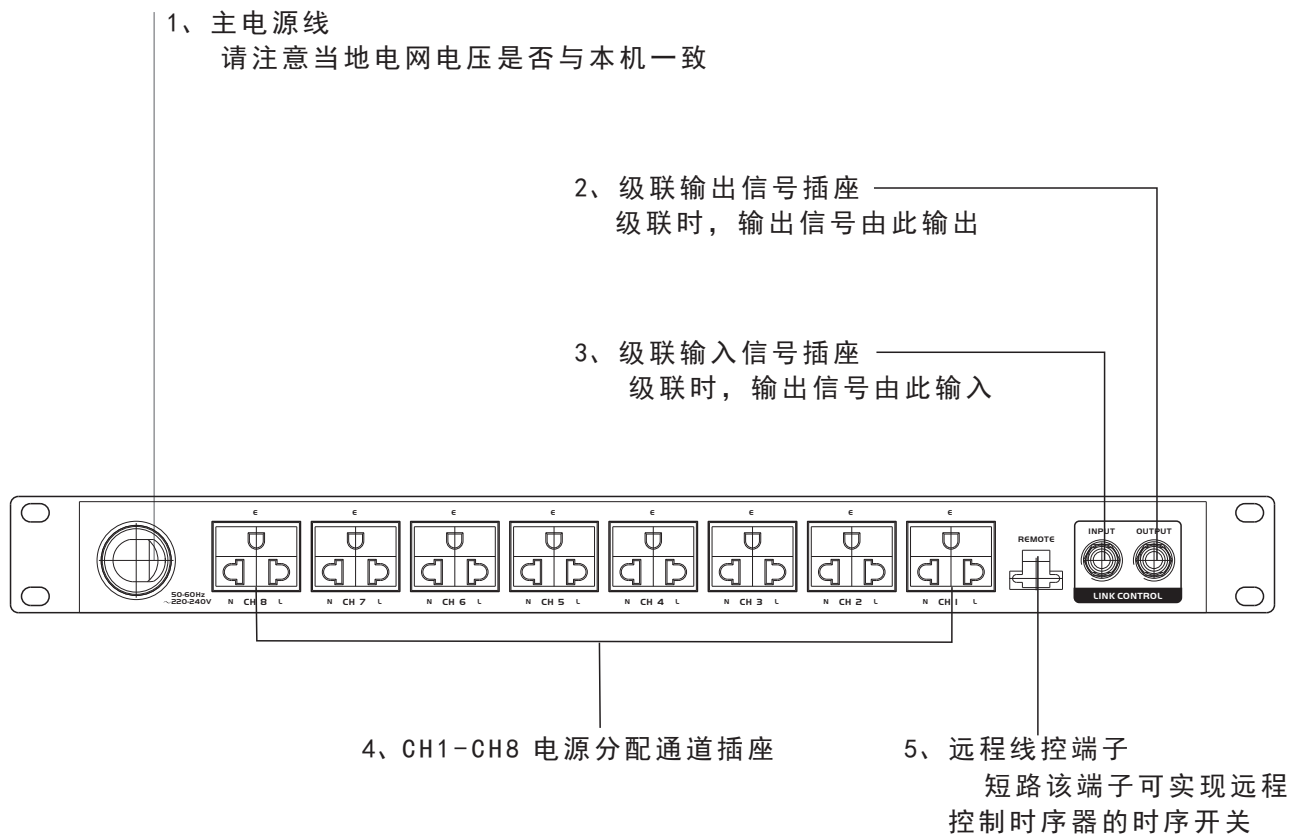 1、主电源线
请注意当地电网电压是否与本机一致
2、级联输出信号插座
级联时，输出信号由此输出
3、级联输入信号插座
级联时，输出信号由此输入
E E E E E E E E
REMOTE
INPUT OUTPUT
50-60Hz
~220-240V
N CH 8 L N CH 7 L N CH 6 L N CH 5 L N CH 4 L N CH 3 L N CH 2 L N CH 1 L
LINK CONTROL
4、CH1-CH8 电源分配通道插座
5、远程线控端子
短路该端子可实现远程
控制时序器的时序开关